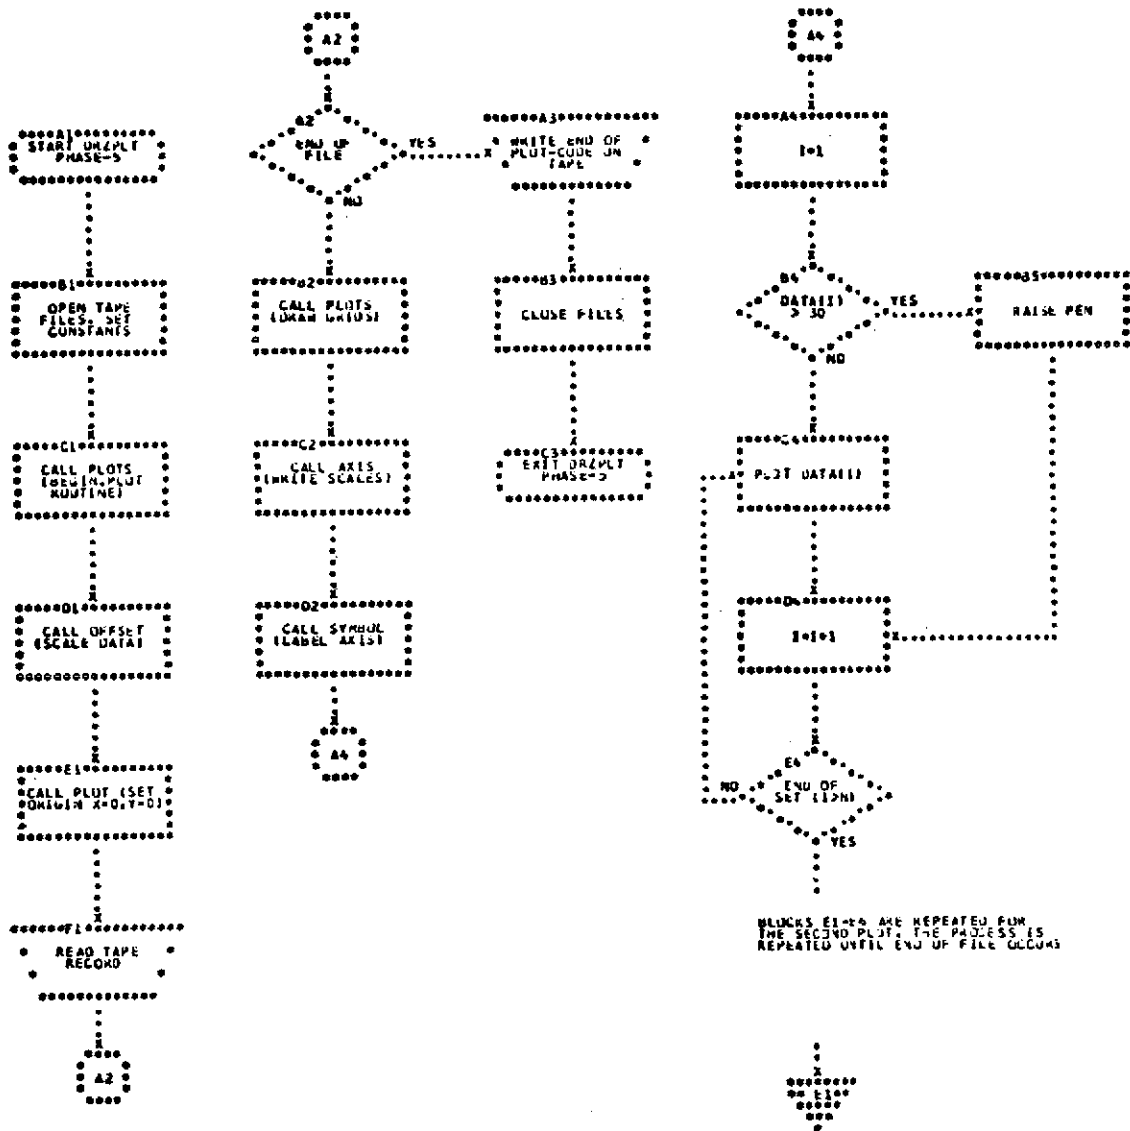 A1
START DRZPLT
PHASE-5
B1
OPEN TAPE
FILES, SET
CONSTANTS
C1
CALL PLOTS
(BEGIN PLOT
ROUTINE)
D1
CALL OFFSET
(SCALE DATA)
E1
CALL PLOT (SET
ORIGIN X=0,Y=0)
F1
READ TAPE
RECORD
A2
A2
A2
END OF
FILE
YES
NO
B2
CALL PLOTS
(DRAW GRIDS)
C2
CALL AXIS
(WRITE SCALES)
D2
CALL SYMBOL
(LABEL AXIS)
A4
A3
WRITE END OF
PLOT-CODE ON
TAPE
B3
CLOSE FILES
C3
EXIT DRZPLT
PHASE-5
A4
A4
I=1
B4
DATA(I)
> 30
YES
NO
B5
RAISE PEN
C4
PLOT DATA(I)
D4
I=I+1
E4
END OF
SET (I>N)
NO
YES
BLOCKS E1-E4 ARE REPEATED FOR
THE SECOND PLOT. THE PROCESS IS
REPEATED UNTIL END OF FILE OCCURS
E1